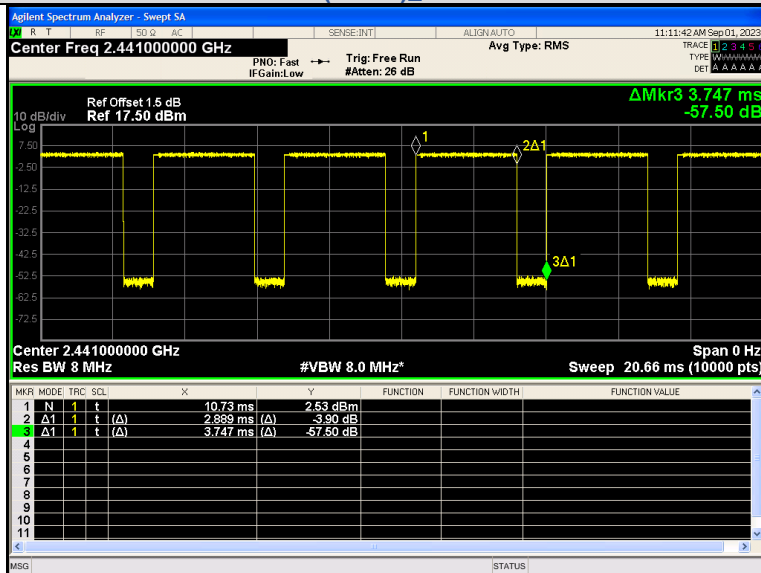 Agilent Spectrum Analyzer - Swept SA
R T RF 50 Ω AC SENSE:INT ALIGN AUTO 11:11:42 AM Sep 01, 2023
Center Freq 2.441000000 GHz
PNO: Fast
IFGain:Low
Trig: Free Run
#Atten: 26 dB
Avg Type: RMS
TRACE 1 2 3 4 5
TYPE W
DET A A A A A
ΔMkr3 3.747 ms
-57.50 dB
Ref Offset 1.5 dB
10 dB/div Ref 17.50 dBm
Log
7.50
-2.50
-12.5
-22.5
-32.5
-42.5
-52.5
-62.5
-72.5
1
2Δ1
3Δ1
Center 2.441000000 GHz Span 0 Hz
Res BW 8 MHz #VBW 8.0 MHz* Sweep 20.66 ms (10000 pts)
MKR MODE TRC SCL X Y FUNCTION FUNCTION WIDTH FUNCTION VALUE
1 N 1 t 10.73 ms 2.53 dBm
2 Δ1 1 t (Δ) 2.889 ms (Δ) -3.90 dB
3 Δ1 1 t (Δ) 3.747 ms (Δ) -57.50 dB
4
5
6
7
8
9
10
11
MSG STATUS